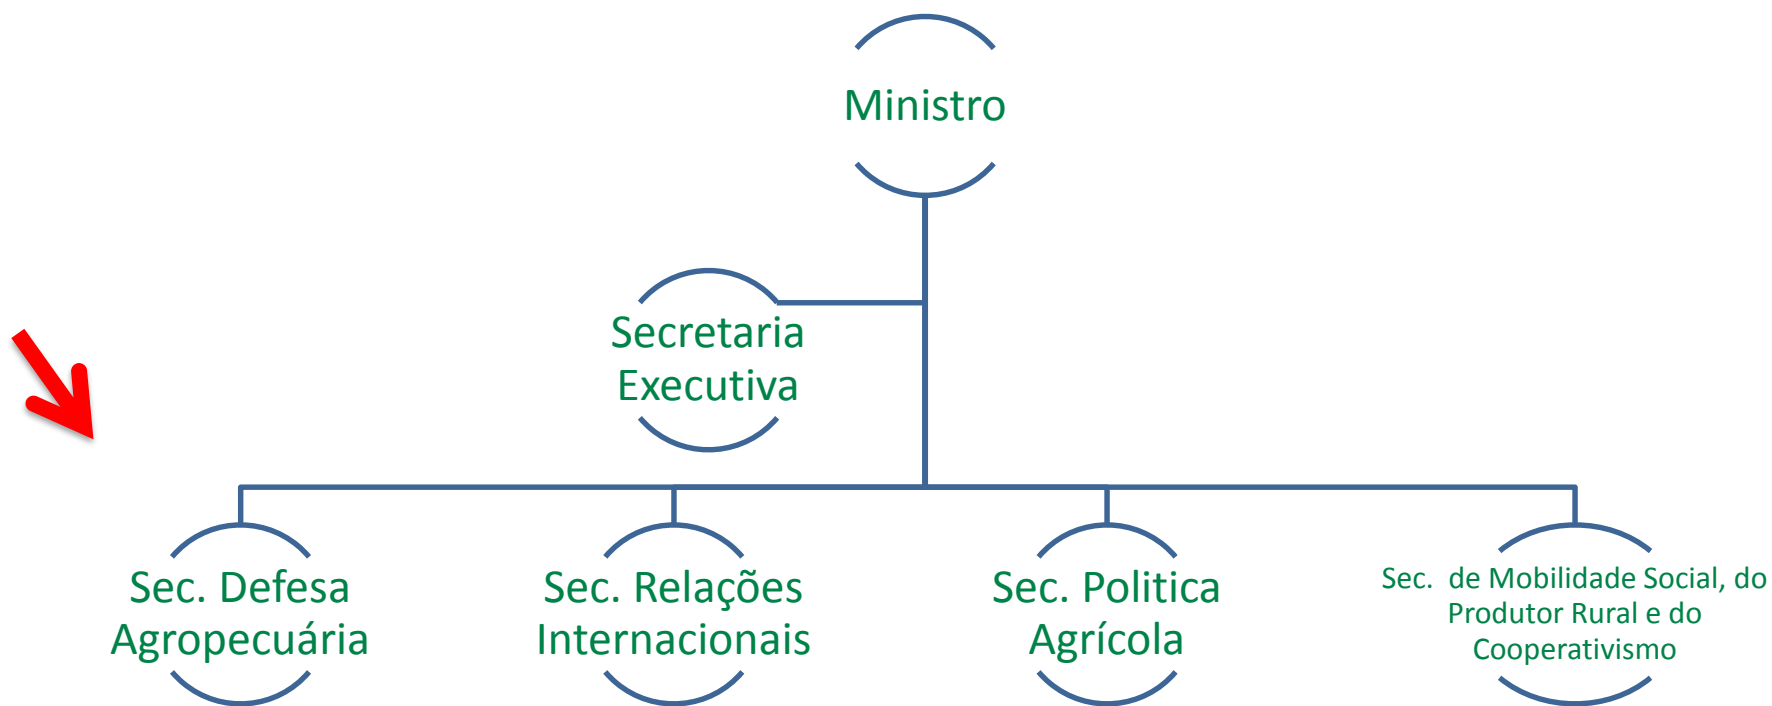 Ministro
Secretaria
Executiva
Sec. Defesa
Agropecuária
Sec. Relações
Internacionais
Sec. Politica
Agrícola
Sec.  de Mobilidade Social, do
Produtor Rural e do
Cooperativismo